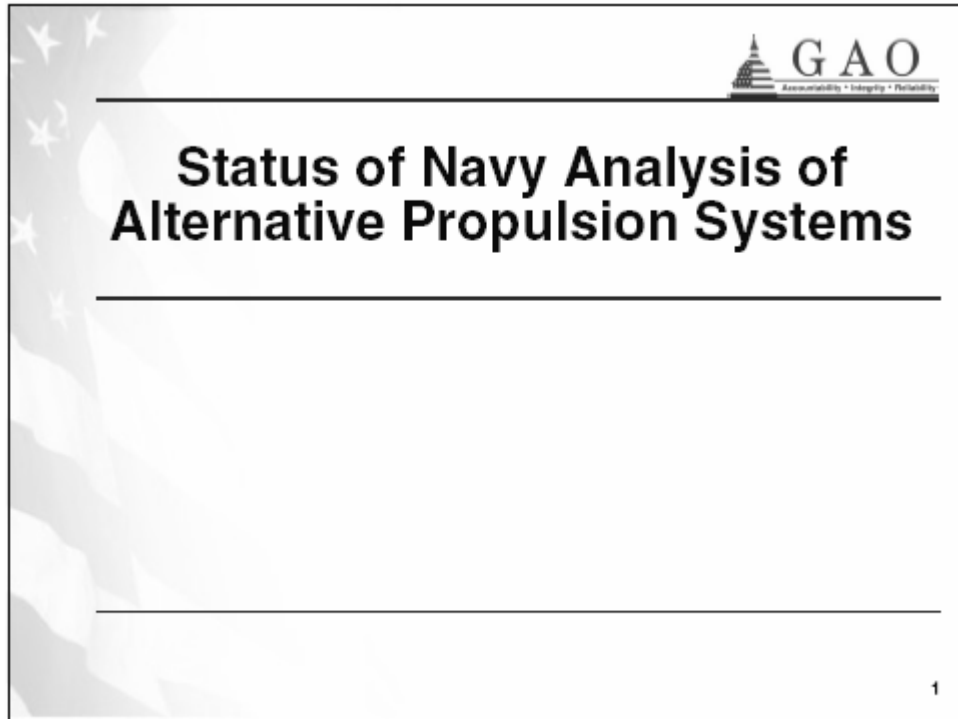 GAO
Accountability * Integrity * Reliability
Status of Navy Analysis of
Alternative Propulsion Systems
1